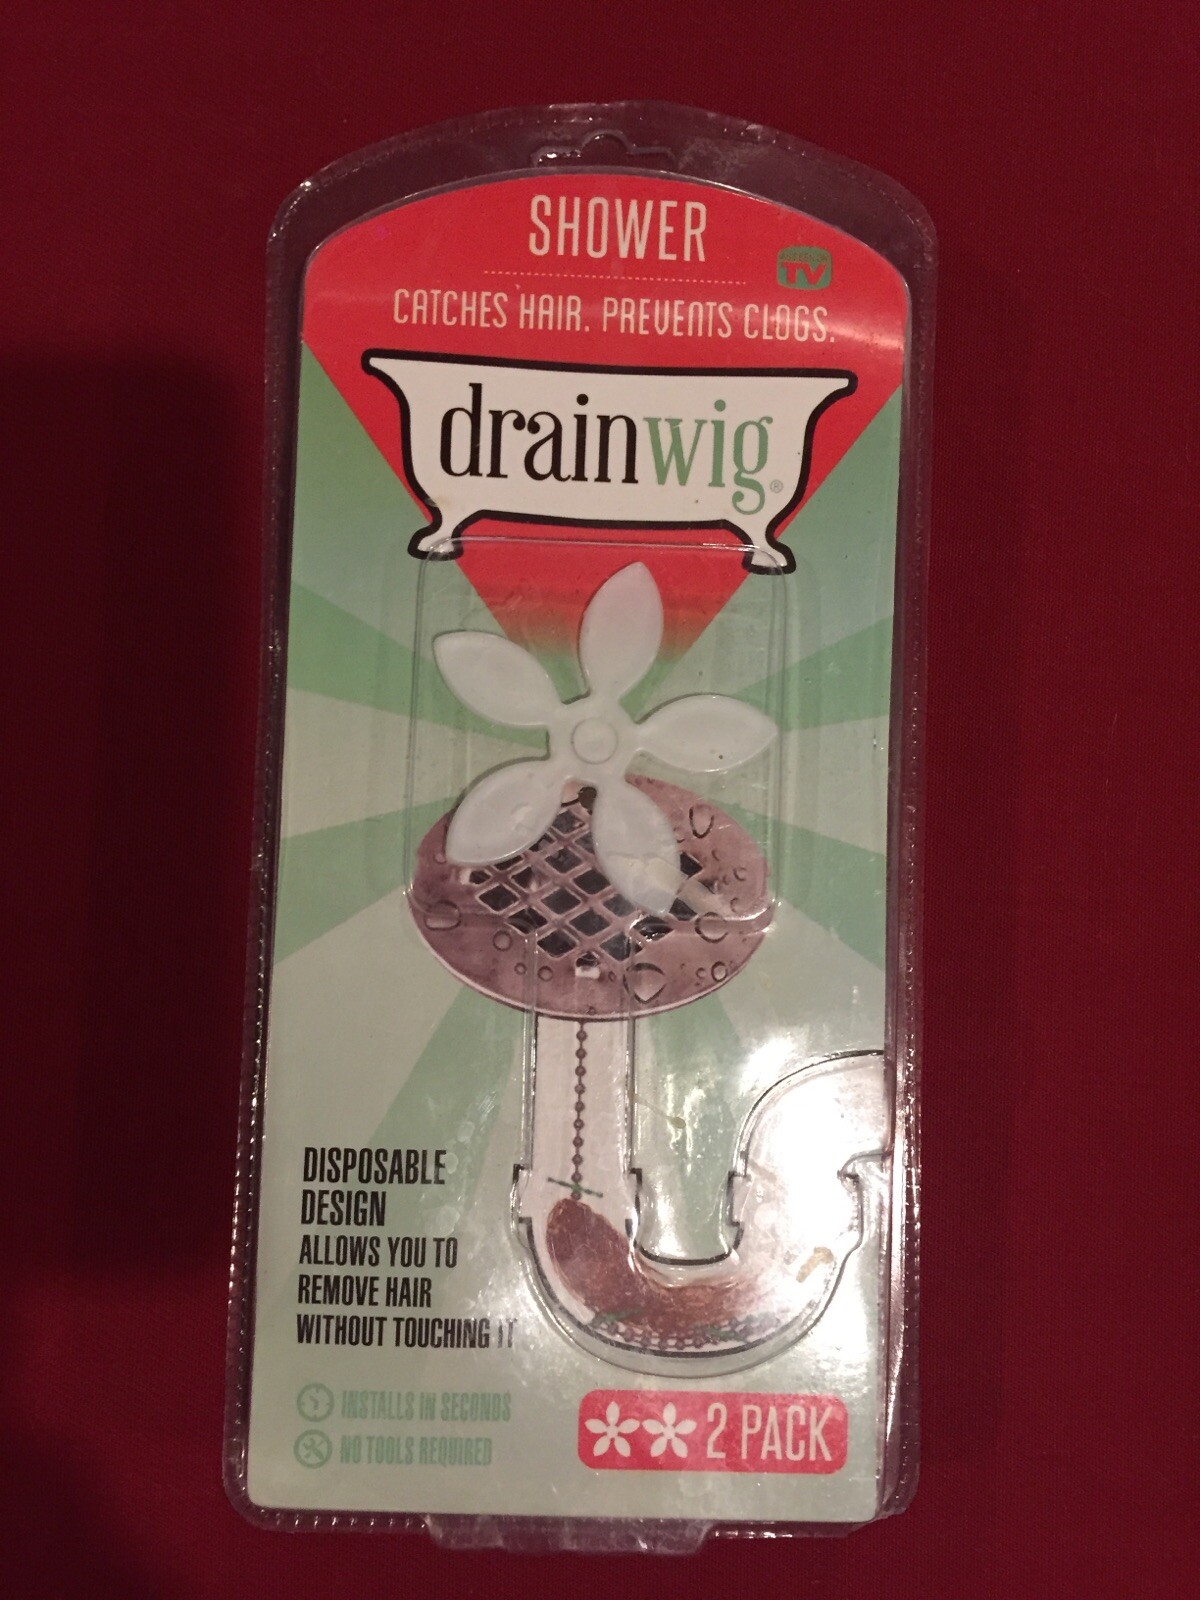 SHOWER
TV
CATCHES HAIR. PREVENTS CLOGS.
drainwig®
DISPOSABLE
DESIGN
ALLOWS YOU TO
REMOVE HAIR
WITHOUT TOUCHING IT
INSTALLS IN SECONDS
NO TOOLS REQUIRED
2 PACK